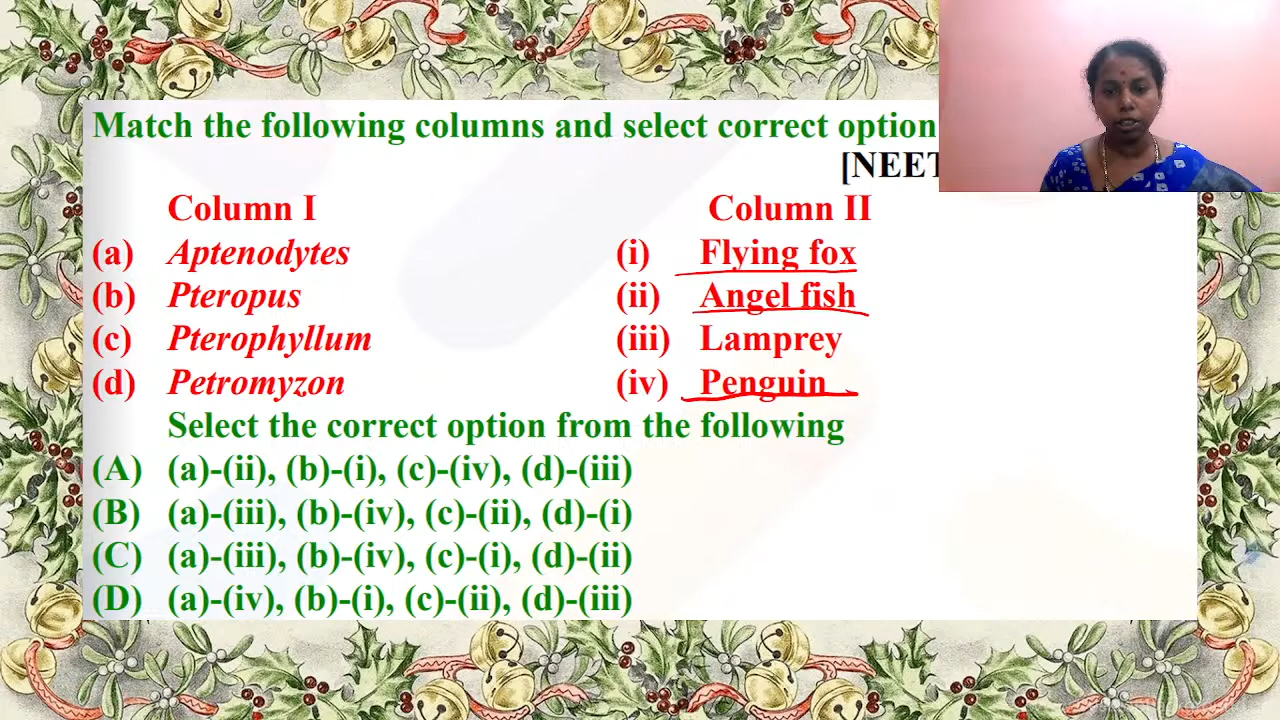 Match the following columns and select correct option
[NEET
Column I Column II
(a) Aptenodytes (i) Flying fox
(b) Pteropus (ii) Angel fish
(c) Pterophyllum (iii) Lamprey
(d) Petromyzon (iv) Penguin
Select the correct option from the following
(A) (a)-(ii), (b)-(i), (c)-(iv), (d)-(iii)
(B) (a)-(iii), (b)-(iv), (c)-(ii), (d)-(i)
(C) (a)-(iii), (b)-(iv), (c)-(i), (d)-(ii)
(D) (a)-(iv), (b)-(i), (c)-(ii), (d)-(iii)